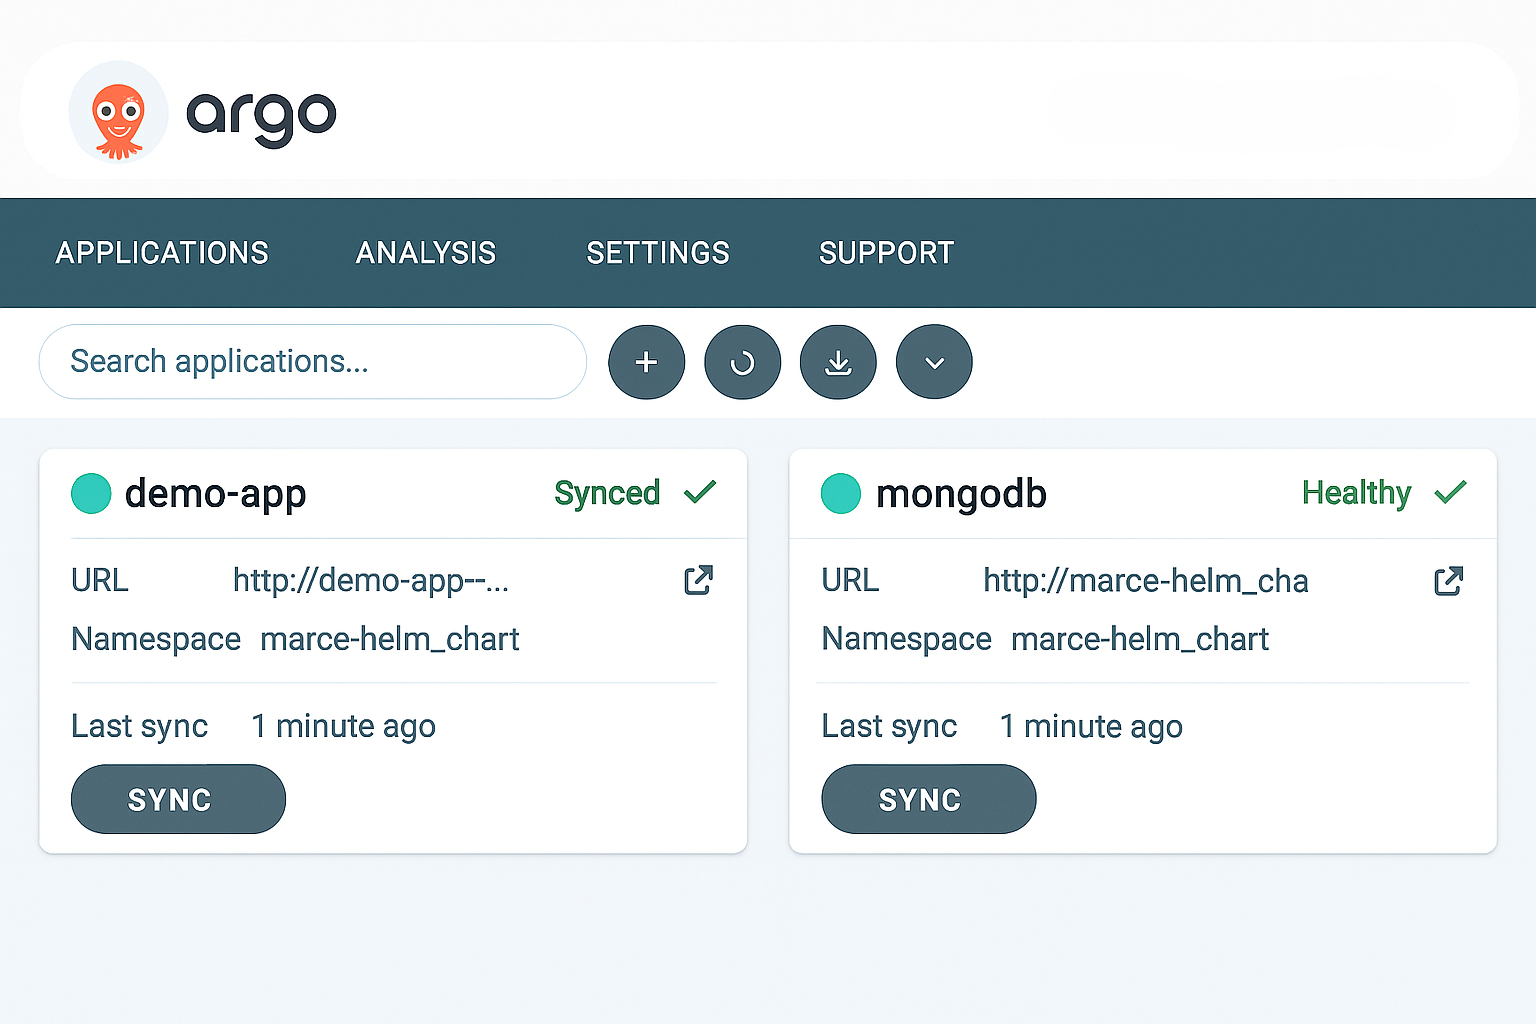 argo
APPLICATIONS ANALYSIS SETTINGS SUPPORT
Search applications...
demo-app Synced
URL http://demo-app--...
Namespace marce-helm_chart
Last sync 1 minute ago
SYNC
mongodb Healthy
URL http://marce-helm_cha
Namespace marce-helm_chart
Last sync 1 minute ago
SYNC